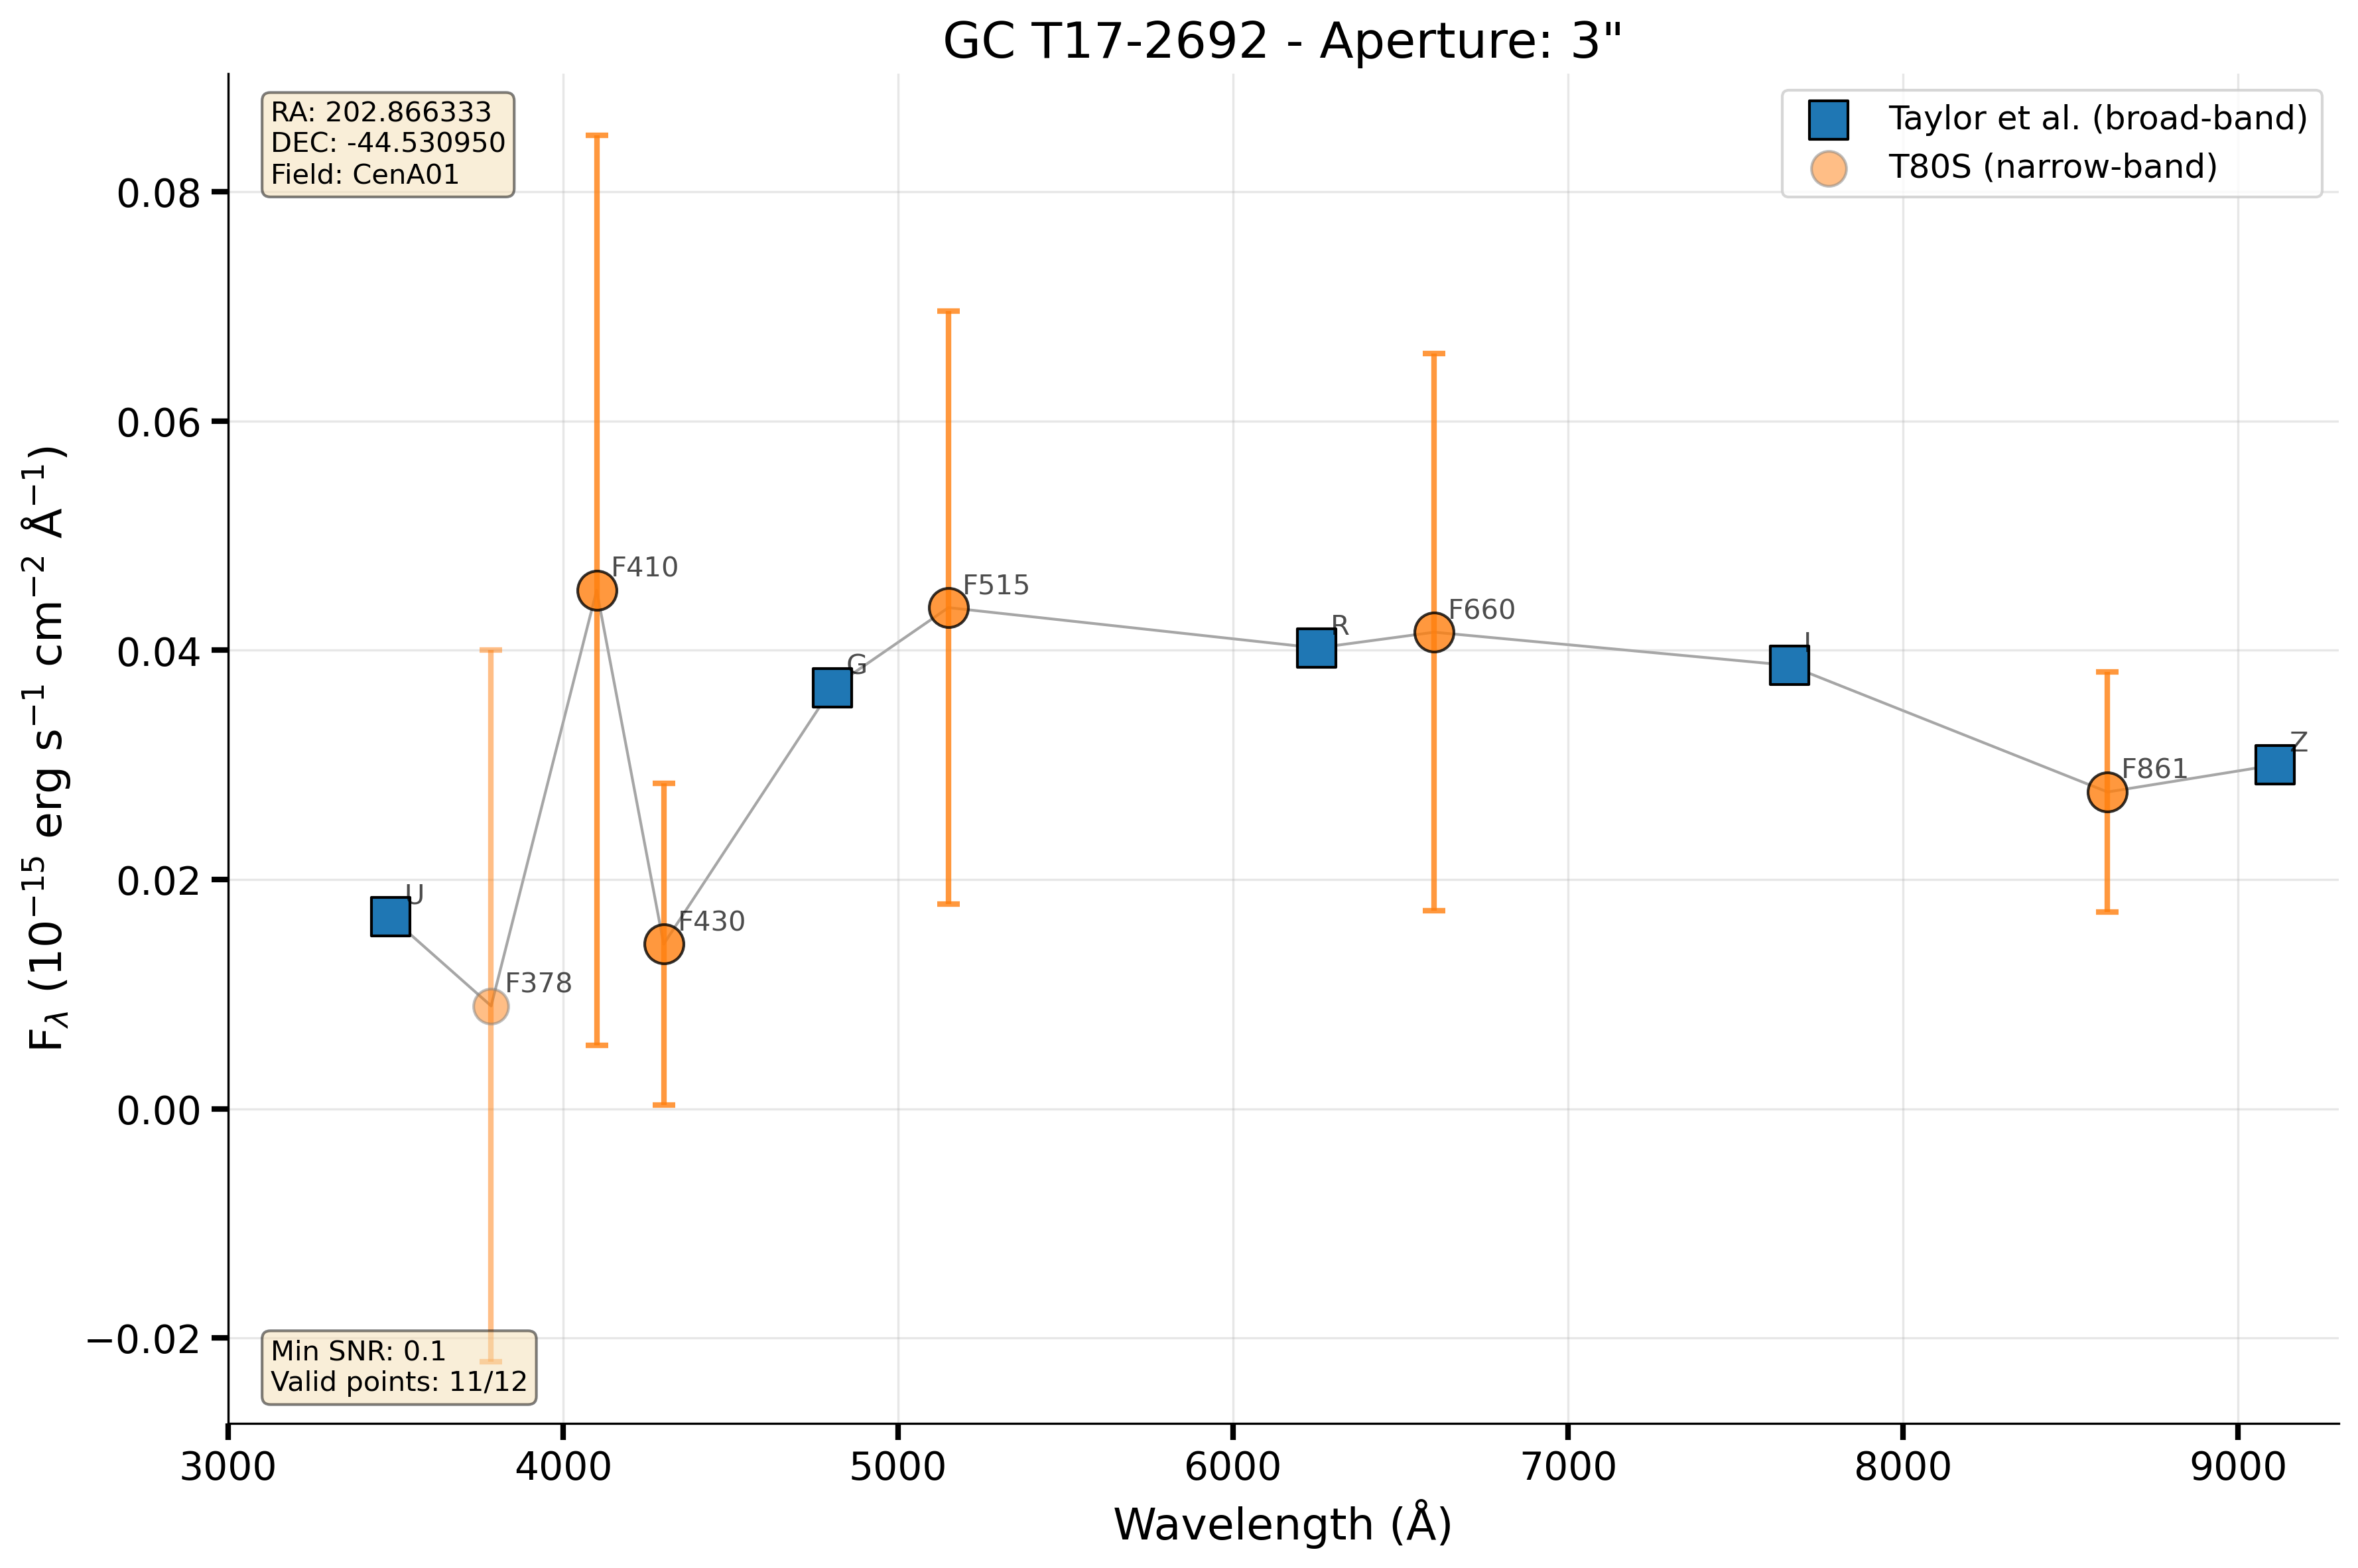 GC T17-2692 - Aperture: 3"
RA: 202.866333
DEC: -44.530950
Field: CenA01
Taylor et al. (broad-band)
T80S (narrow-band)
0.08
0.06
0.04
0.02
0.00
−0.02
F_λ (10⁻¹⁵ erg s⁻¹ cm⁻² Å⁻¹)
U
F378
F410
F430
G
F515
R
F660
I
F861
Z
Min SNR: 0.1
Valid points: 11/12
3000 4000 5000 6000 7000 8000 9000
Wavelength (Å)